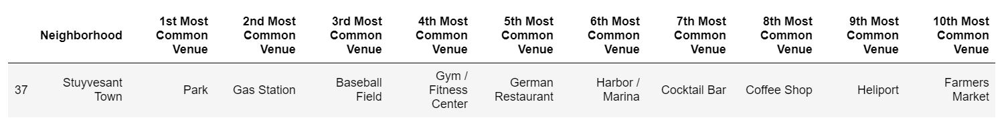 Neighborhood 1st Most Common Venue 2nd Most Common Venue 3rd Most Common Venue 4th Most Common Venue 5th Most Common Venue 6th Most Common Venue 7th Most Common Venue 8th Most Common Venue 9th Most Common Venue 10th Most Common Venue
37 Stuyvesant Town Park Gas Station Baseball Field Gym / Fitness Center German Restaurant Harbor / Marina Cocktail Bar Coffee Shop Heliport Farmers Market